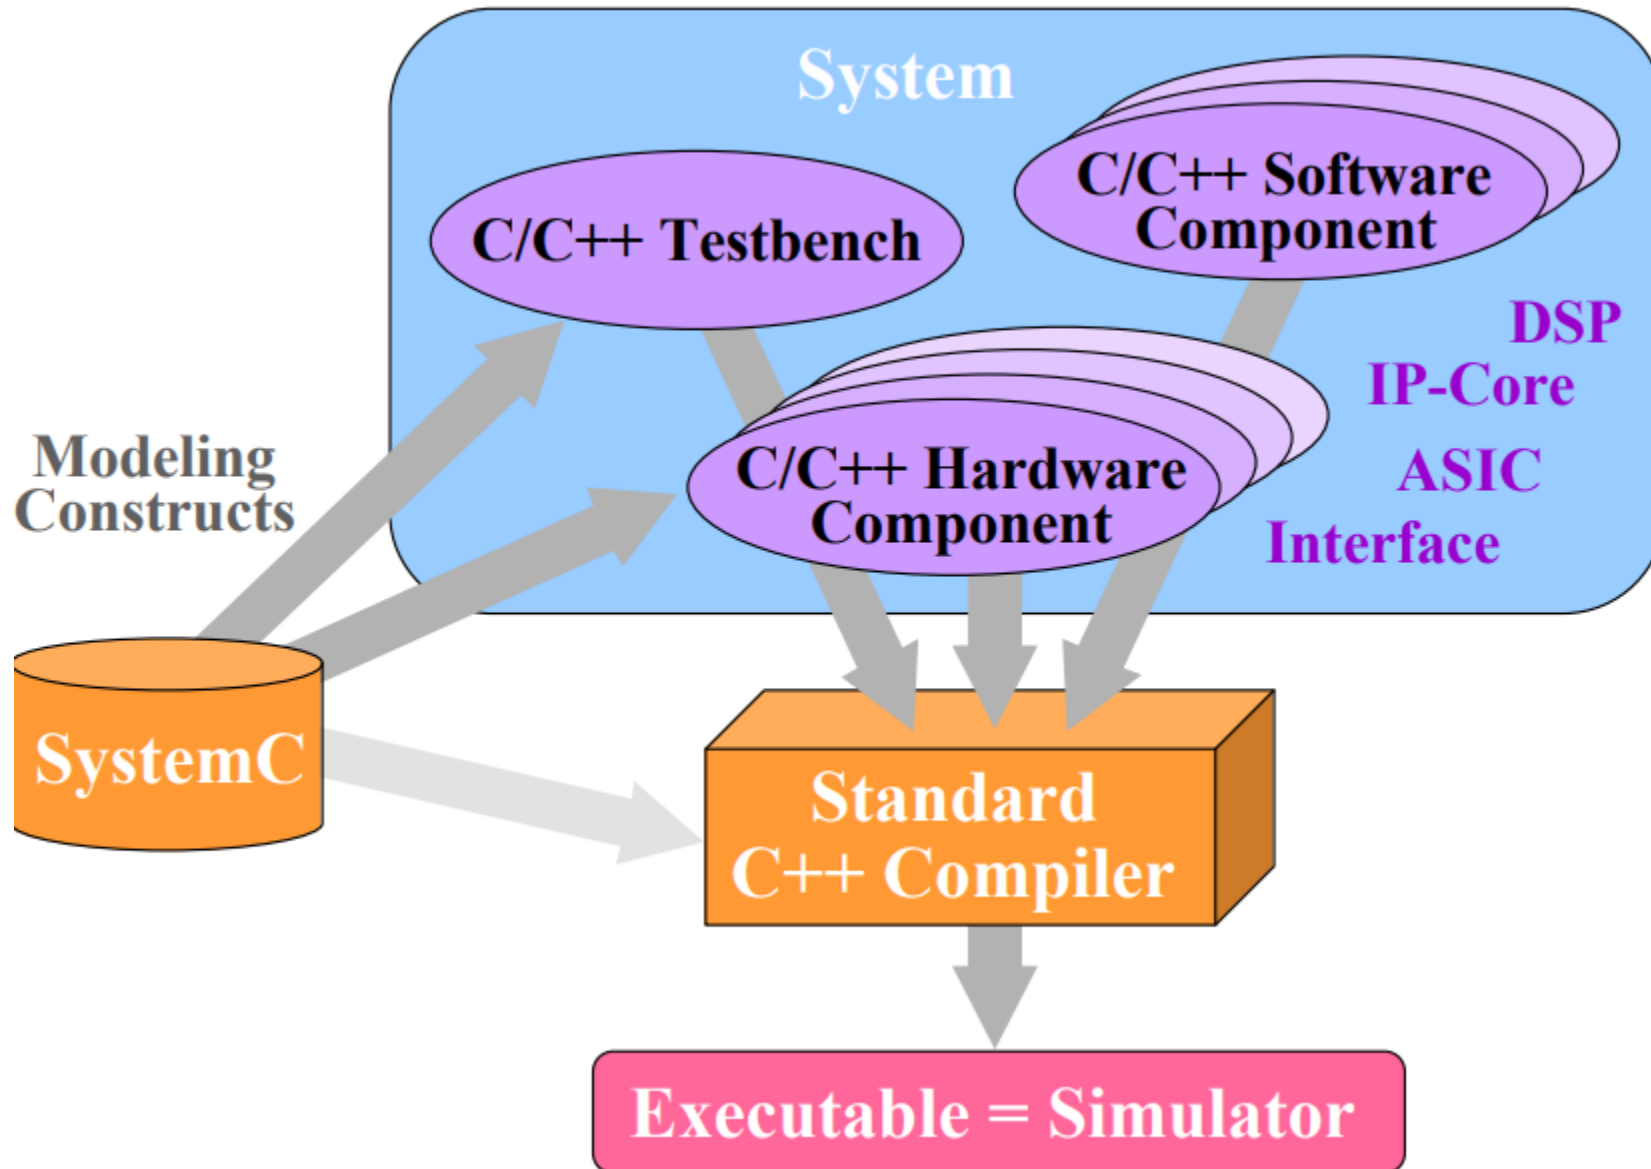 System
C/C++ Software
Component
C/C++ Testbench
DSP
IP-Core
Modeling
Constructs
C/C++ Hardware
Component
ASIC
Interface
SystemC
Standard
C++ Compiler
Executable = Simulator